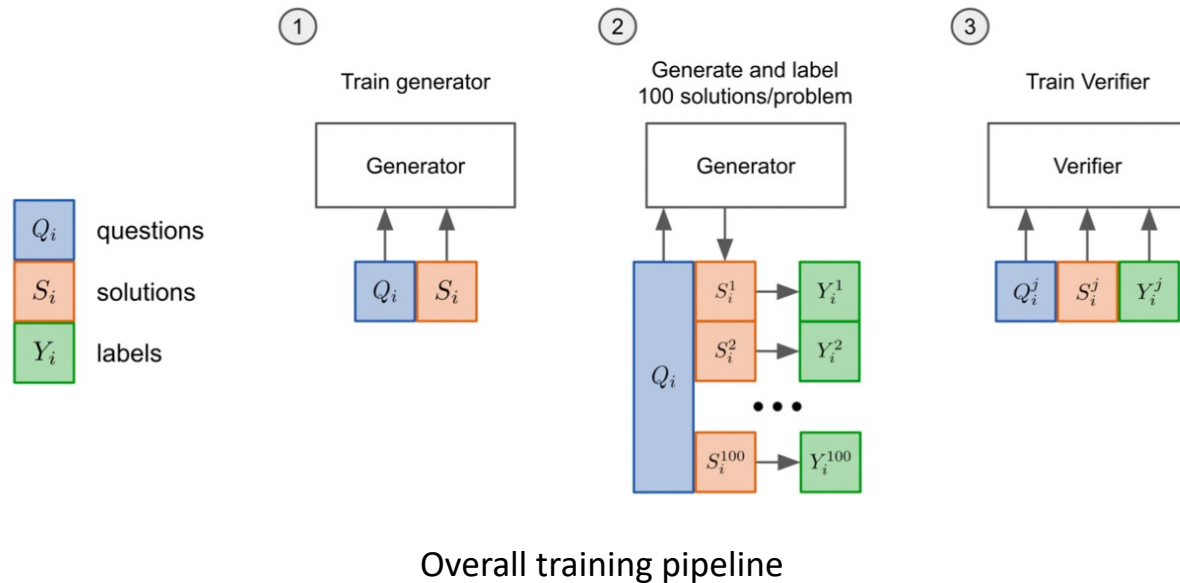 1
Train generator
Generator
Q_i S_i
2
Generate and label
100 solutions/problem
Generator
Q_i
S_i^1 Y_i^1
S_i^2 Y_i^2
•••
S_i^100 Y_i^100
3
Train Verifier
Verifier
Q_i^j S_i^j Y_i^j
Q_i questions
S_i solutions
Y_i labels
Overall training pipeline